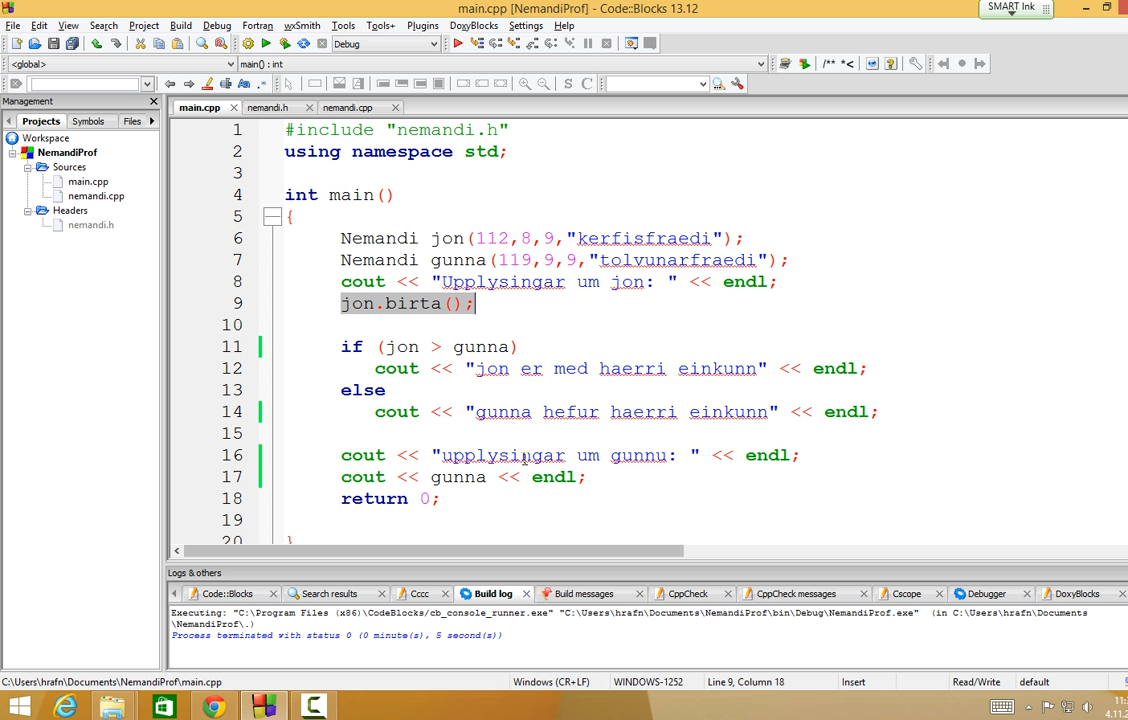 main.cpp [NemandiProf] - Code::Blocks 13.12
SMART Ink
File Edit View Search Project Build Debug Fortran wxSmith Tools Tools+ Plugins DoxyBlocks Settings Help
Debug
<global> main() : int
/** *<
Aa .*
S C
Management
main.cpp nemandi.h nemandi.cpp
Projects Symbols Files
Workspace
NemandiProf
Sources
main.cpp
nemandi.cpp
Headers
nemandi.h
1 #include "nemandi.h"
2 using namespace std;
3
4 int main()
5 {
6 Nemandi jon(112,8,9,"kerfisfraedi");
7 Nemandi gunna(119,9,9,"tolvunarfraedi");
8 cout << "Upplysingar um jon: " << endl;
9 jon.birta();
10
11 if (jon > gunna)
12 cout << "jon er med haerri einkunn" << endl;
13 else
14 cout << "gunna hefur haerri einkunn" << endl;
15
16 cout << "upplysingar um gunnu: " << endl;
17 cout << gunna << endl;
18 return 0;
19
20 }
Logs & others
Code::Blocks Search results Cccc Build log Build messages CppCheck CppCheck messages Cscope Debugger DoxyBlocks
Executing: "C:\Program Files (x86)\CodeBlocks/cb_console_runner.exe" "C:\Users\hrafn\Documents\NemandiProf\bin\Debug\NemandiProf.exe" (in C:\Users\hrafn\Documents
\NemandiProf\.)
Process terminated with status 0 (0 minute(s), 5 second(s))
C:\Users\hrafn\Documents\NemandiProf\main.cpp Windows (CR+LF) WINDOWS-1252 Line 9, Column 18 Insert Read/Write default